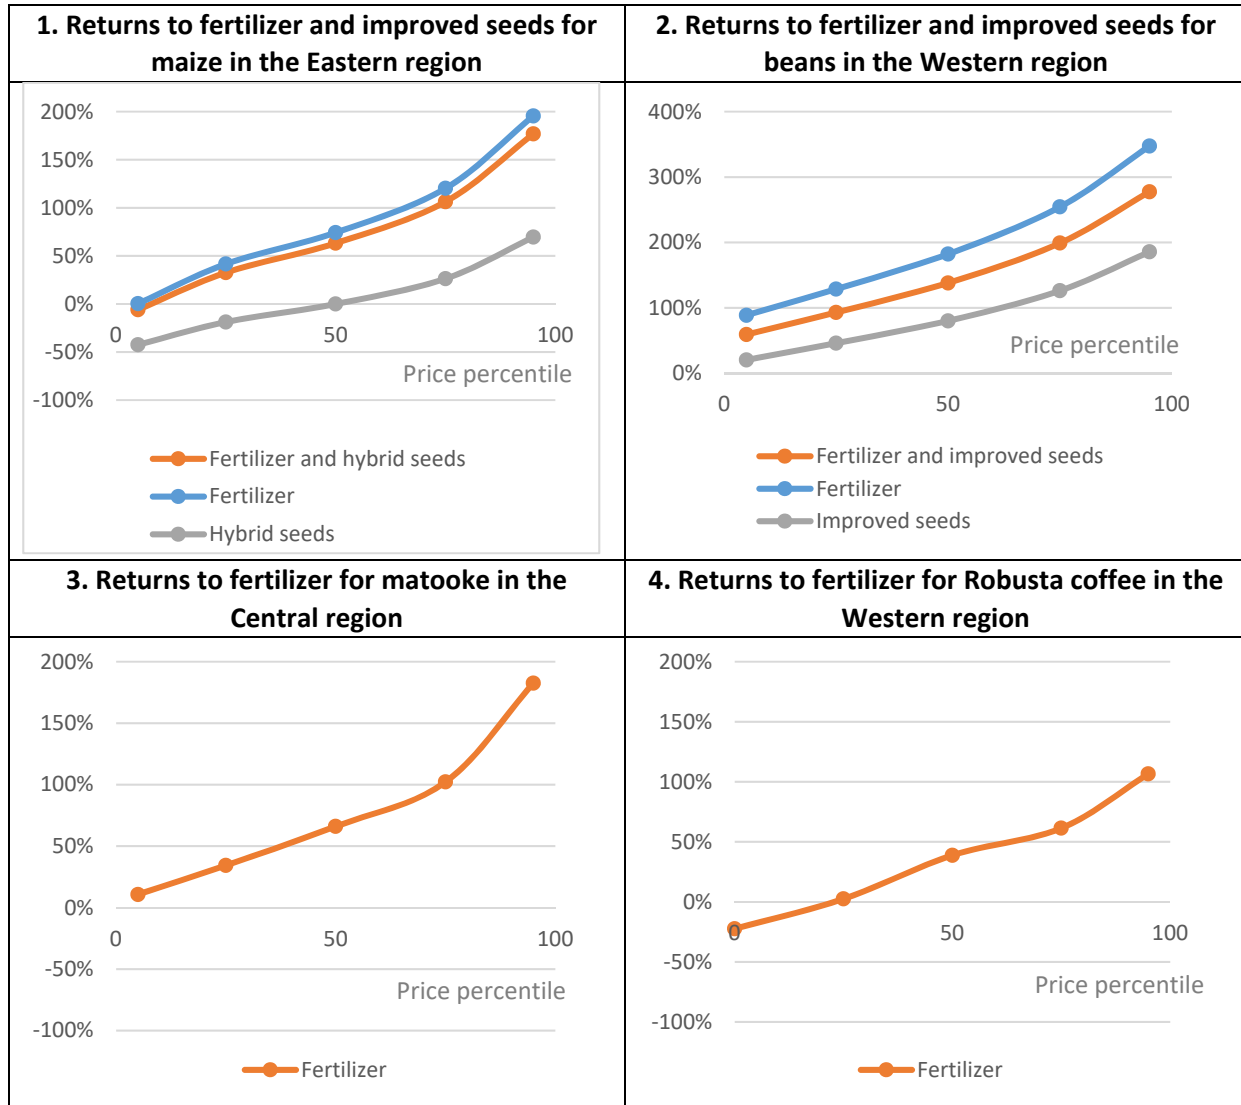 1. Returns to fertilizer and improved seeds for
maize in the Eastern region
200%
150%
100%
50%
0%
0
50
100
-50%
Price percentile
-100%
Fertilizer and hybrid seeds
Fertilizer
Hybrid seeds
2. Returns to fertilizer and improved seeds for
beans in the Western region
400%
300%
200%
100%
Price percentile
0%
0
50
100
Fertilizer and improved seeds
Fertilizer
Improved seeds
3. Returns to fertilizer for matooke in the
Central region
200%
150%
100%
50%
0%
0
50
100
-50%
Price percentile
-100%
Fertilizer
4. Returns to fertilizer for Robusta coffee in the
Western region
200%
150%
100%
50%
0%
0
50
100
-50%
Price percentile
-100%
Fertilizer